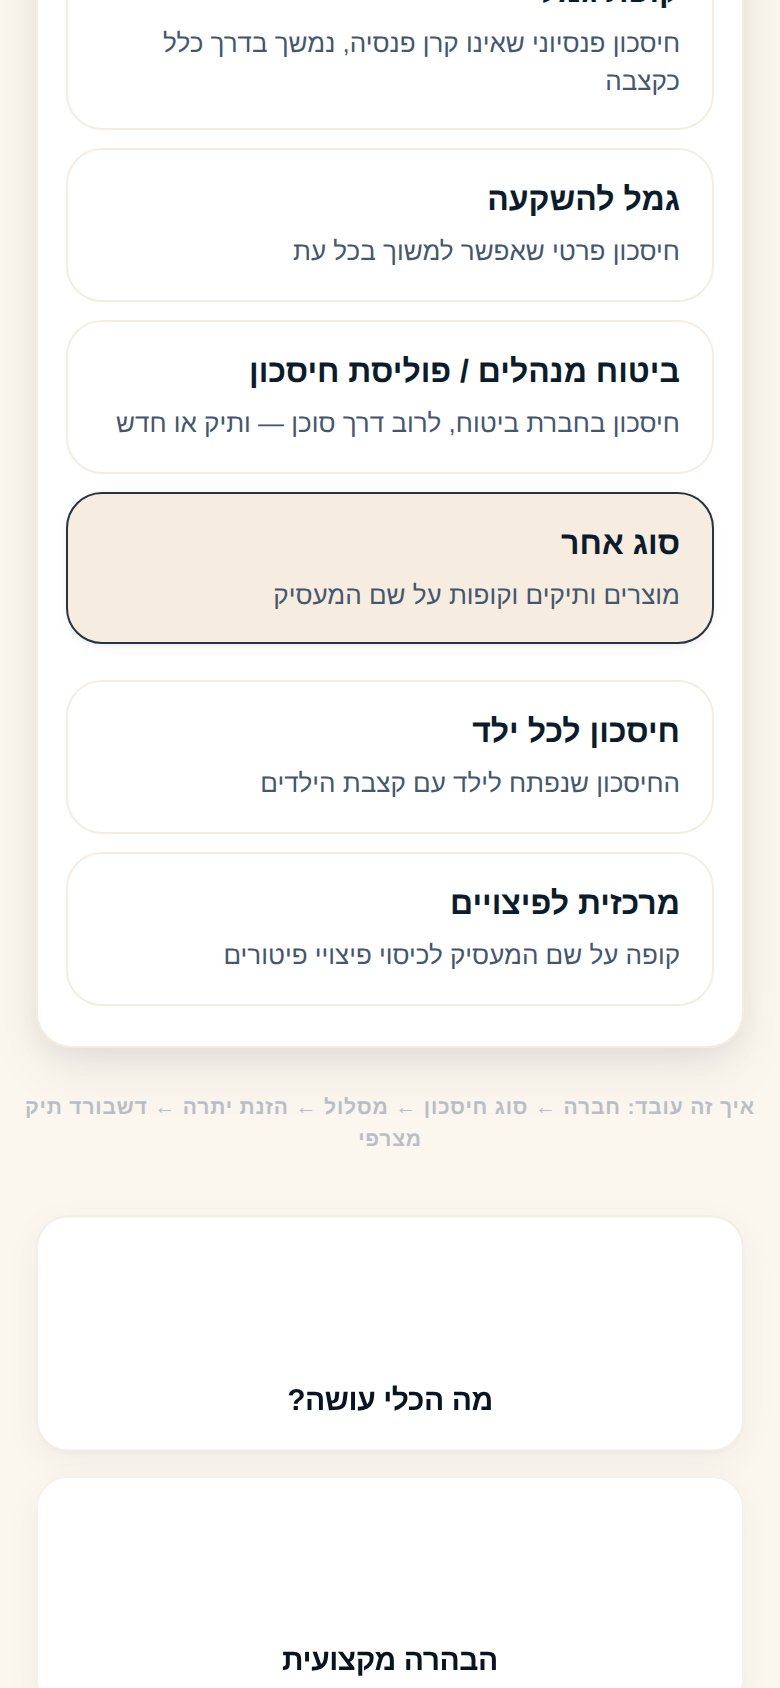 חיסכון פנסיוני שאינו קרן פנסיה, נמשך בדרך כלל
כקצבה
גמל להשקעה
חיסכון פרטי שאפשר למשוך בכל עת
ביטוח מנהלים / פוליסת חיסכון
חיסכון בחברת ביטוח, לרוב דרך סוכן — ותיק או חדש
סוג אחר
מוצרים ותיקים וקופות על שם המעסיק
חיסכון לכל ילד
החיסכון שנפתח לילד עם קצבת הילדים
מרכזית לפיצויים
קופה על שם המעסיק לכיסוי פיצויי פיטורים
איך זה עובד: חברה ← סוג חיסכון ← מסלול ← הזנת יתרה ← דשבורד תיק
מצרפי
מה הכלי עושה?
הבהרה מקצועית